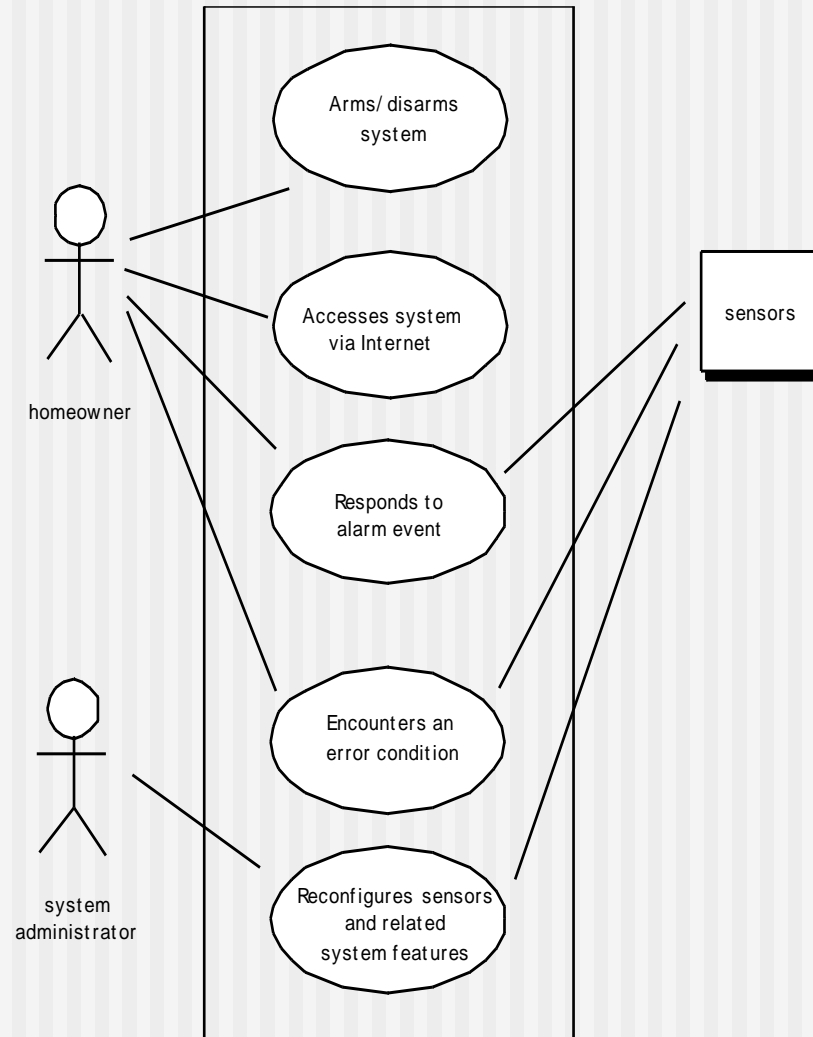 Arms/ disarms
system
Accesses system
via Internet
sensors
homeowner
Responds to
alarm event
Encounters an
error condition
Reconfigures sensors
and related
system features
system
administrator